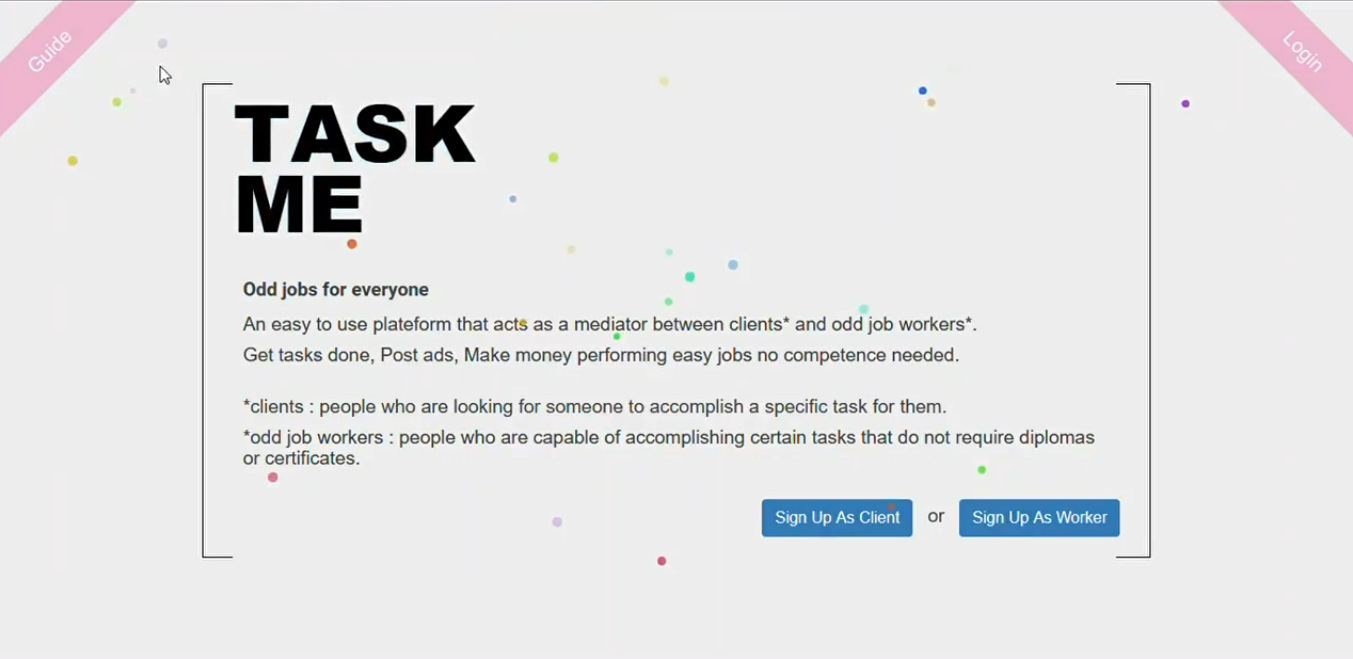 Guide
Login
TASK
ME
Odd jobs for everyone
An easy to use plateform that acts as a mediator between clients* and odd job workers*.
Get tasks done, Post ads, Make money performing easy jobs no competence needed.
*clients : people who are looking for someone to accomplish a specific task for them.
*odd job workers : people who are capable of accomplishing certain tasks that do not require diplomas
or certificates.
Sign Up As Client or Sign Up As Worker